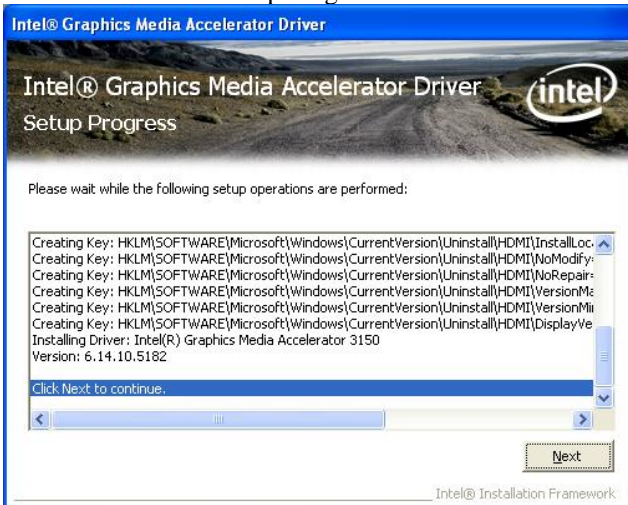 Intel® Graphics Media Accelerator Driver
Intel® Graphics Media Accelerator Driver
intel
Setup Progress
Please wait while the following setup operations are performed:
Creating Key: HKLM\SOFTWARE\Microsoft\Windows\CurrentVersion\Uninstall\HDMI\InstallLoc
Creating Key: HKLM\SOFTWARE\Microsoft\Windows\CurrentVersion\Uninstall\HDMI\NoModify=
Creating Key: HKLM\SOFTWARE\Microsoft\Windows\CurrentVersion\Uninstall\HDMI\NoRepair=
Creating Key: HKLM\SOFTWARE\Microsoft\Windows\CurrentVersion\Uninstall\HDMI\VersionMa
Creating Key: HKLM\SOFTWARE\Microsoft\Windows\CurrentVersion\Uninstall\HDMI\VersionMi
Creating Key: HKLM\SOFTWARE\Microsoft\Windows\CurrentVersion\Uninstall\HDMI\DisplayVe
Installing Driver: Intel(R) Graphics Media Accelerator 3150
Version: 6.14.10.5182
Click Next to continue.
Next
Intel® Installation Framework